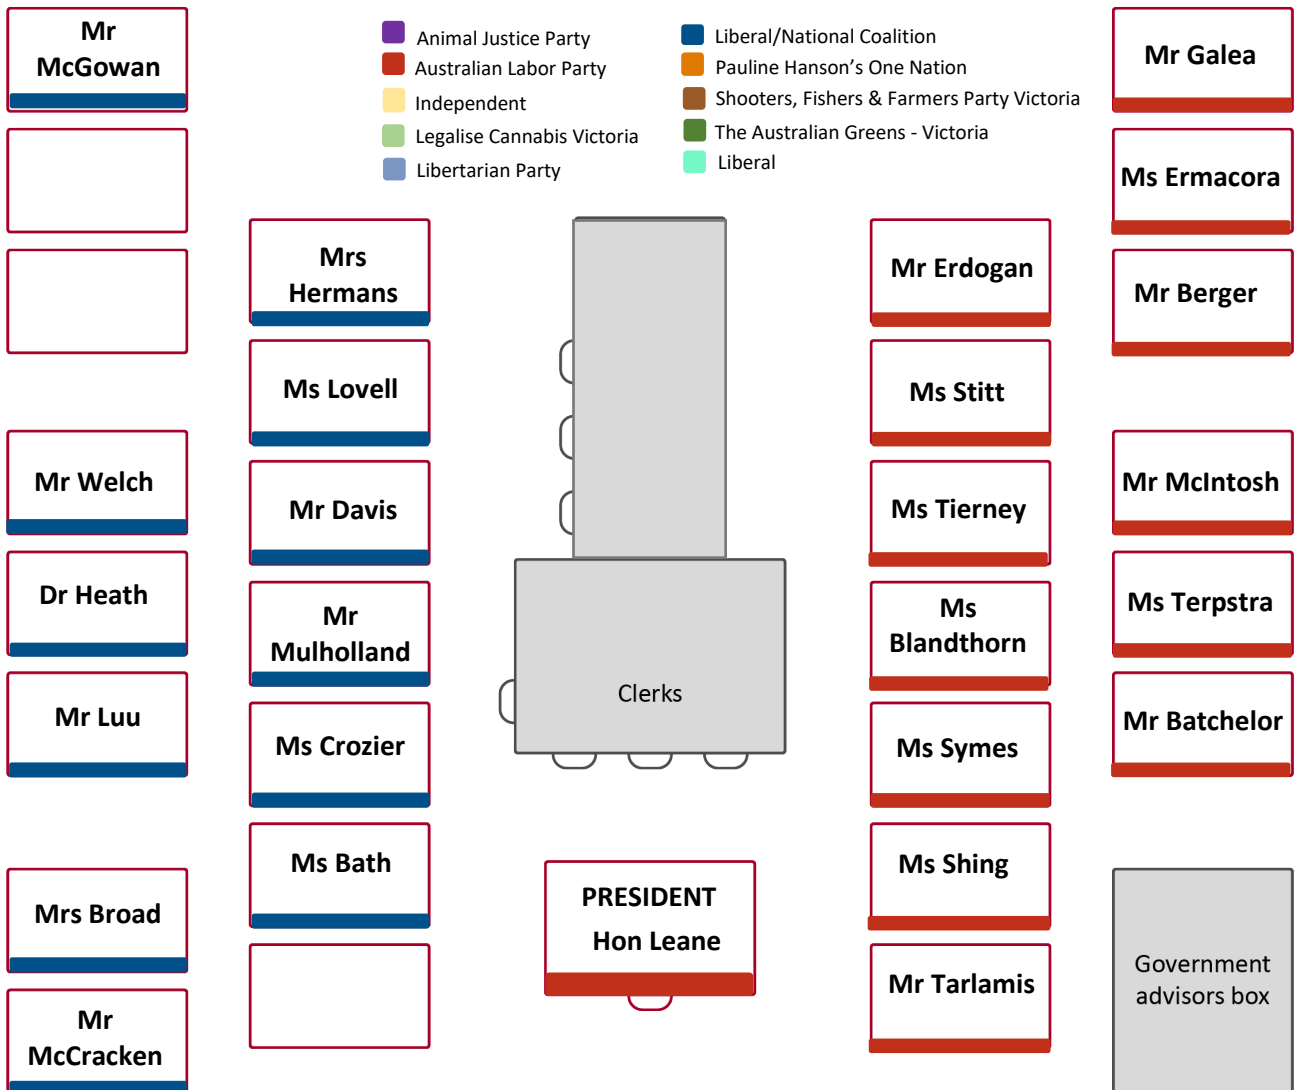 Mr
McGowan
Animal Justice Party
Australian Labor Party
Independent
Legalise Cannabis Victoria
Libertarian Party
Liberal/National Coalition
Pauline Hanson's One Nation
Shooters, Fishers & Farmers Party Victoria
The Australian Greens - Victoria
Liberal
Mr Galea
Ms Ermacora
Mr Berger
Mrs
Hermans
Ms Lovell
Mr Davis
Mr
Mulholland
Ms Crozier
Ms Bath
Mr Welch
Dr Heath
Mr Luu
Mrs Broad
Mr
McCracken
Clerks
PRESIDENT
Hon Leane
Mr Erdogan
Ms Stitt
Ms Tierney
Ms
Blandthorn
Ms Symes
Ms Shing
Mr Tarlamis
Mr McIntosh
Ms Terpstra
Mr Batchelor
Government
advisors box